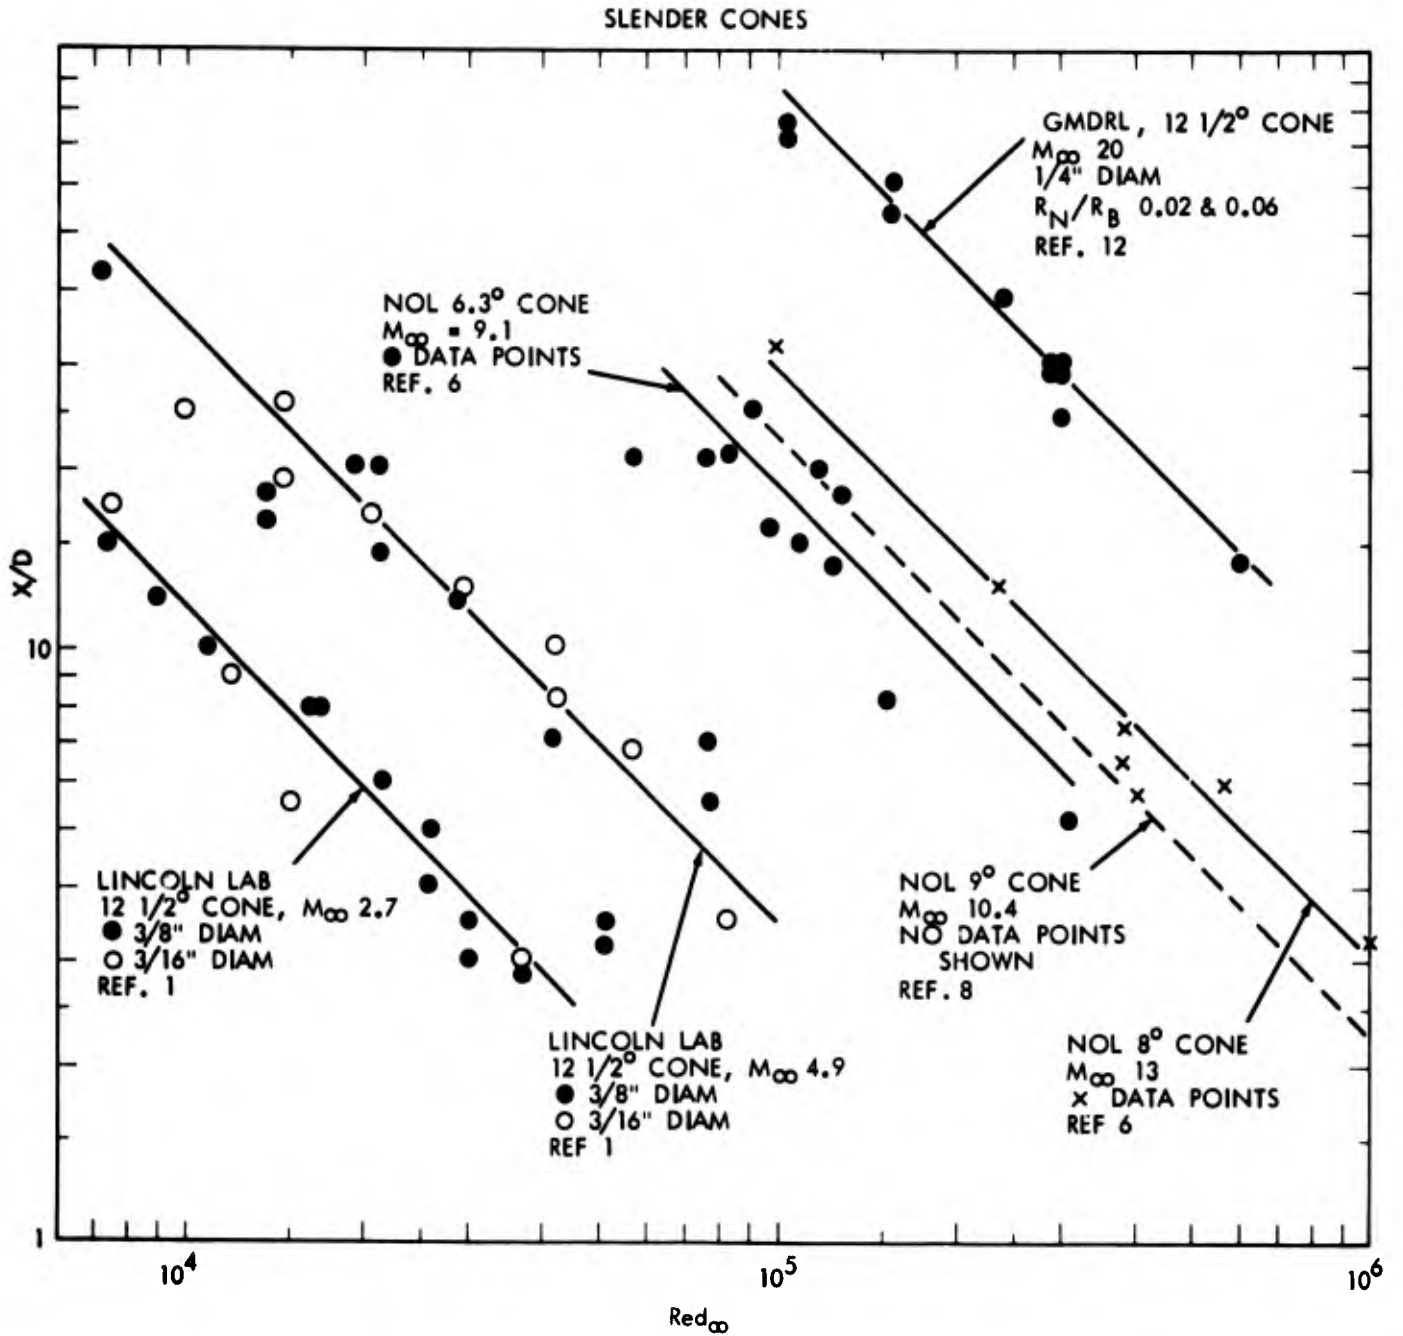 SLENDER CONES
GMDRL, 12 1/2° CONE
M∞ 20
1/4" DIAM
R_N/R_B 0.02 & 0.06
REF. 12
NOL 6.3° CONE
M∞ = 9.1
● DATA POINTS
REF. 6
X/D
10
1
LINCOLN LAB
12 1/2° CONE, M∞ 2.7
● 3/8" DIAM
○ 3/16" DIAM
REF. 1
LINCOLN LAB
12 1/2° CONE, M∞ 4.9
● 3/8" DIAM
○ 3/16" DIAM
REF 1
NOL 9° CONE
M∞ 10.4
NO DATA POINTS
SHOWN
REF. 8
NOL 8° CONE
M∞ 13
× DATA POINTS
REF 6
10⁴
10⁵
10⁶
Red∞